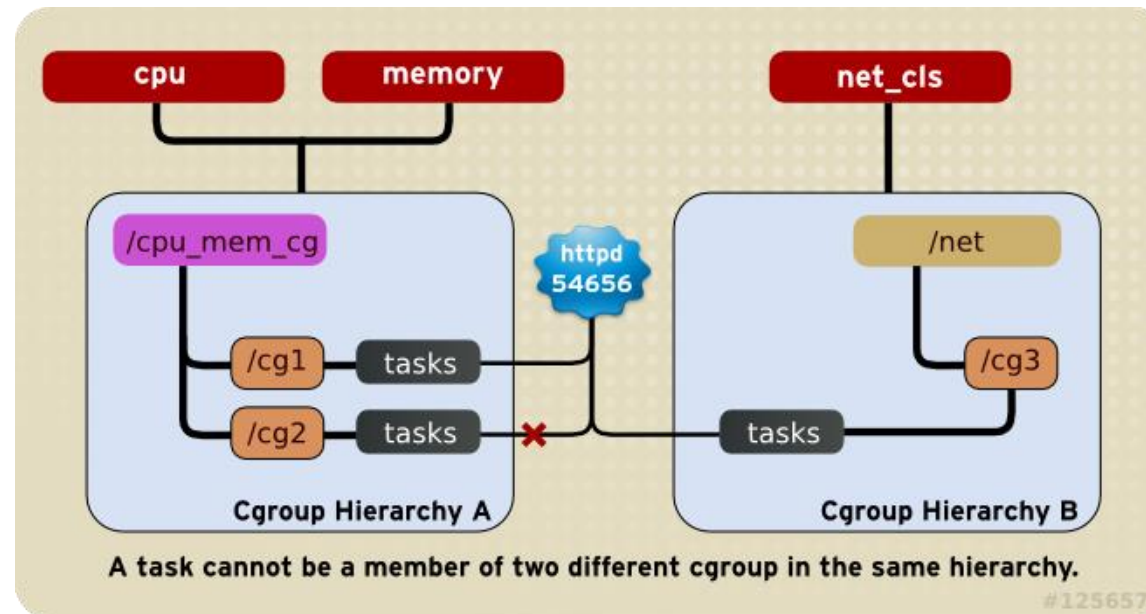 cpu
memory
net_cls
/cpu_mem_cg
httpd
54656
/net
/cg1
tasks
/cg3
/cg2
tasks
tasks
Cgroup Hierarchy A
Cgroup Hierarchy B
A task cannot be a member of two different cgroup in the same hierarchy.
#125657